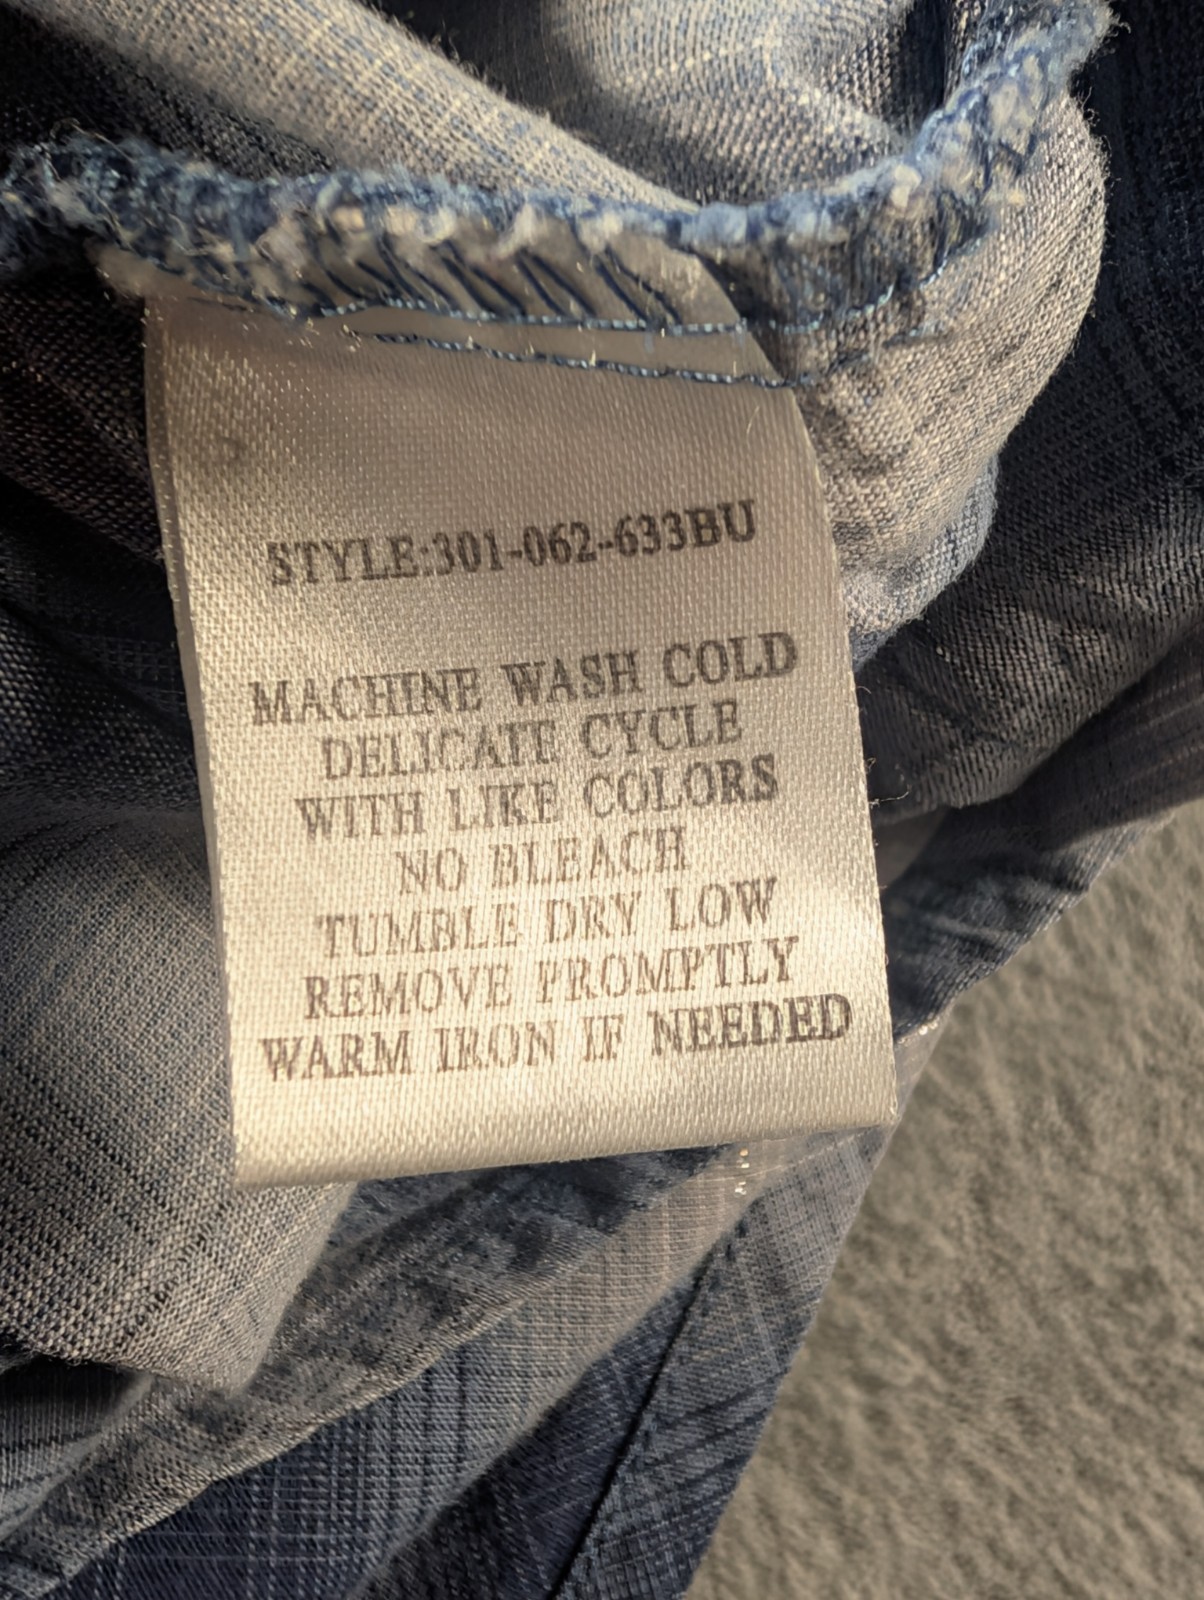 STYLE:301-062-633BU
MACHINE WASH COLD
DELICATE CYCLE
WITH LIKE COLORS
NO BLEACH
TUMBLE DRY LOW
REMOVE PROMPTLY
WARM IRON IF NEEDED